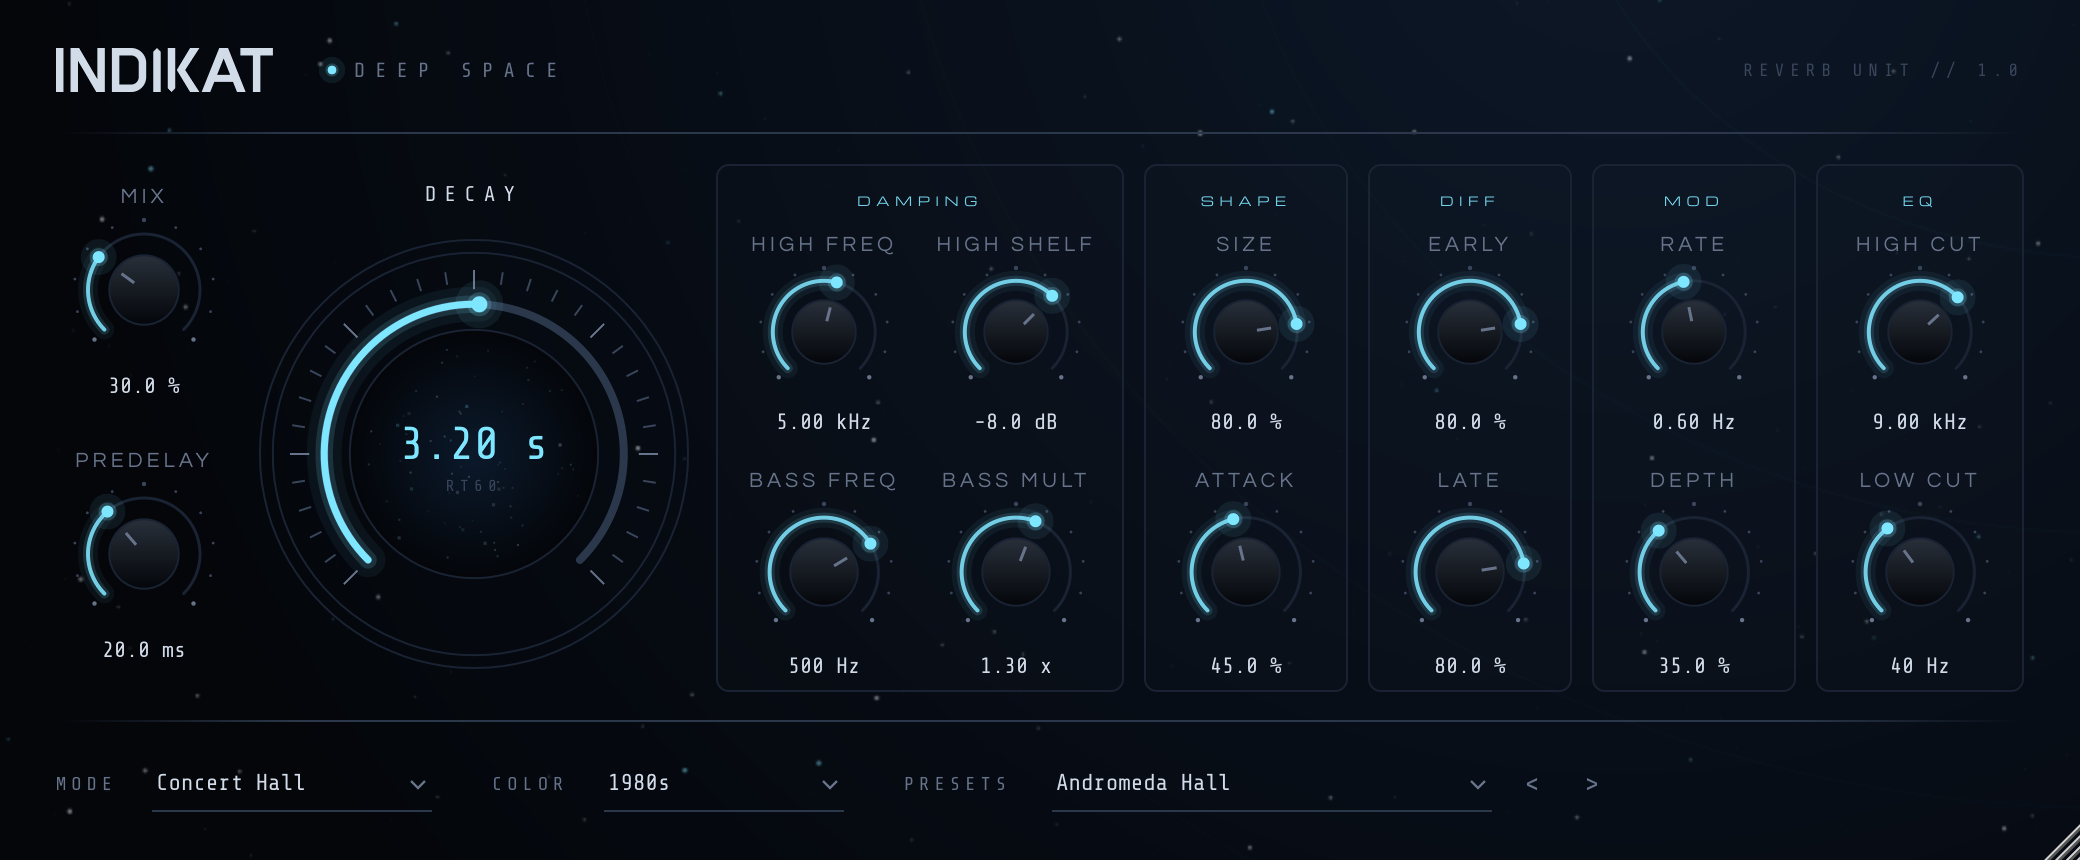 INDIKAT
DEEP SPACE
REVERB UNIT // 1.0
MIX
30.0 %
PREDELAY
20.0 ms
DECAY
3.20 s
RT60
DAMPING
HIGH FREQ
HIGH SHELF
5.00 kHz
-8.0 dB
BASS FREQ
BASS MULT
500 Hz
1.30 x
SHAPE
SIZE
80.0 %
ATTACK
45.0 %
DIFF
EARLY
80.0 %
LATE
80.0 %
MOD
RATE
0.60 Hz
DEPTH
35.0 %
EQ
HIGH CUT
9.00 kHz
LOW CUT
40 Hz
MODE Concert Hall
COLOR 1980s
PRESETS Andromeda Hall < >